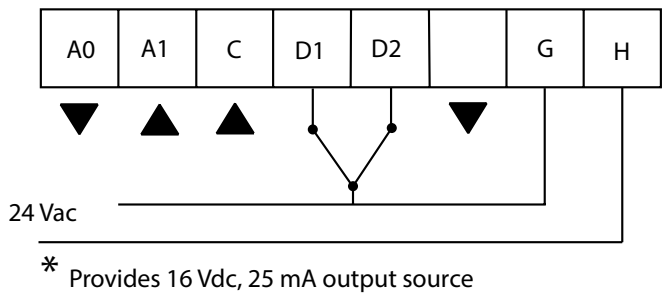 A0 A1 C D1 D2 G H
24 Vac
* Provides 16 Vdc, 25 mA output source